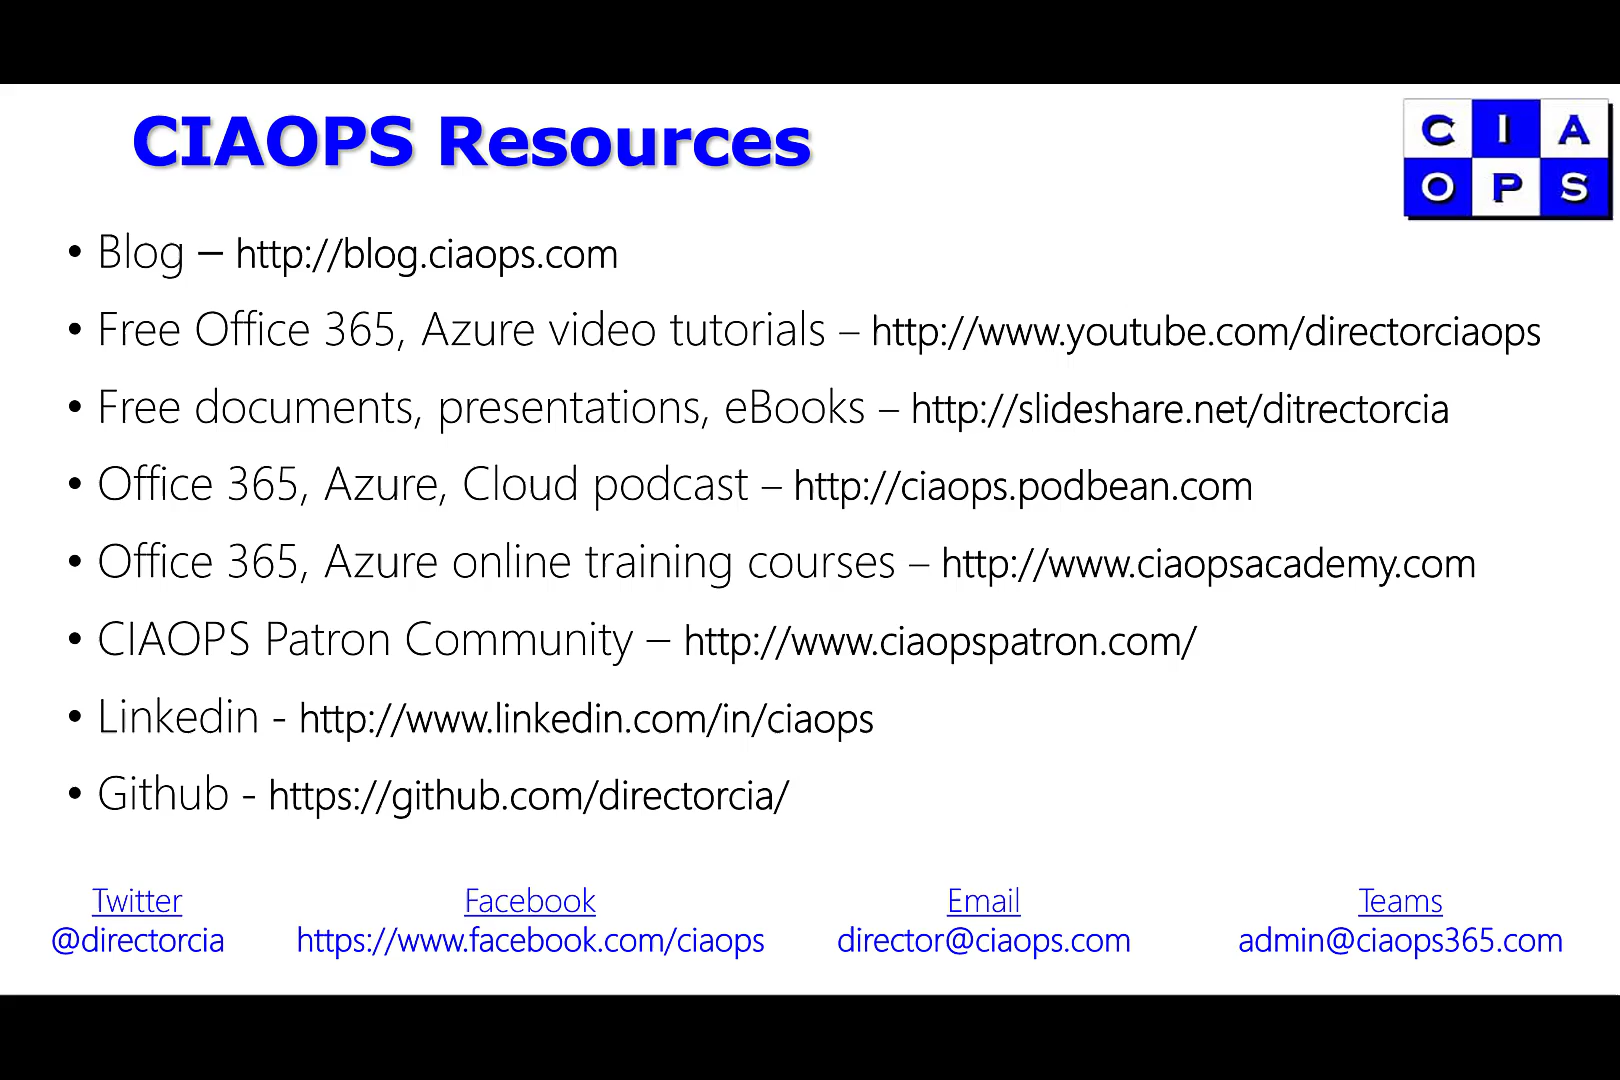 CIAOPS Resources
C I A
O P S
• Blog – http://blog.ciaops.com
• Free Office 365, Azure video tutorials – http://www.youtube.com/directorciaops
• Free documents, presentations, eBooks – http://slideshare.net/ditrectorcia
• Office 365, Azure, Cloud podcast – http://ciaops.podbean.com
• Office 365, Azure online training courses – http://www.ciaopsacademy.com
• CIAOPS Patron Community – http://www.ciaopspatron.com/
• Linkedin - http://www.linkedin.com/in/ciaops
• Github - https://github.com/directorcia/
Twitter Facebook Email Teams
@directorcia https://www.facebook.com/ciaops director@ciaops.com admin@ciaops365.com